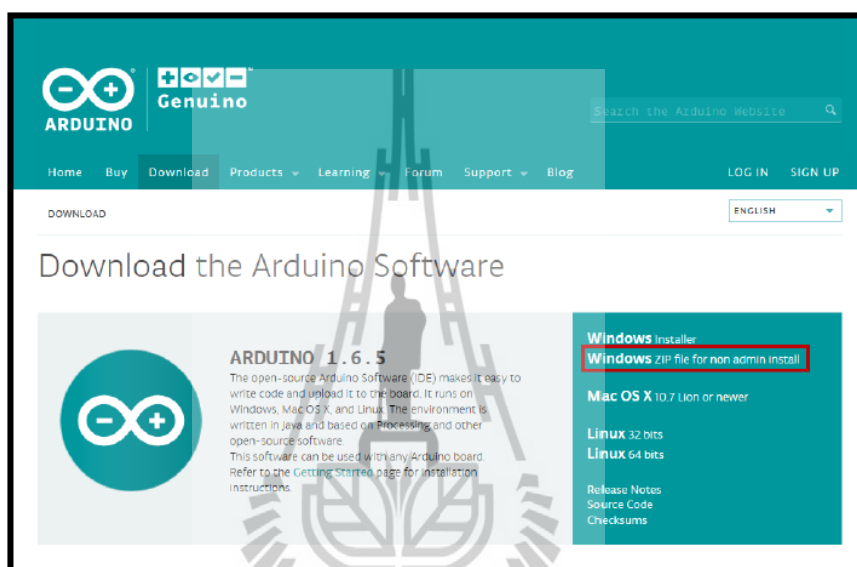 Genuino
ARDUINO
Search the Arduino Website
Home Buy Download Products Learning Forum Support Blog LOG IN SIGN UP
DOWNLOAD
ENGLISH
Download the Arduino Software
ARDUINO 1.6.5
The open-source Arduino Software (IDE) makes it easy to
write code and upload it to the board. It runs on
Windows, Mac OS X, and Linux. The environment is
written in Java and based on Processing and other
open-source software.
This software can be used with any Arduino board.
Refer to the Getting Started page for Installation
instructions.
Windows Installer
Windows ZIP file for non admin install
Mac OS X 10.7 Lion or newer
Linux 32 bits
Linux 64 bits
Release Notes
Source Code
Checksums